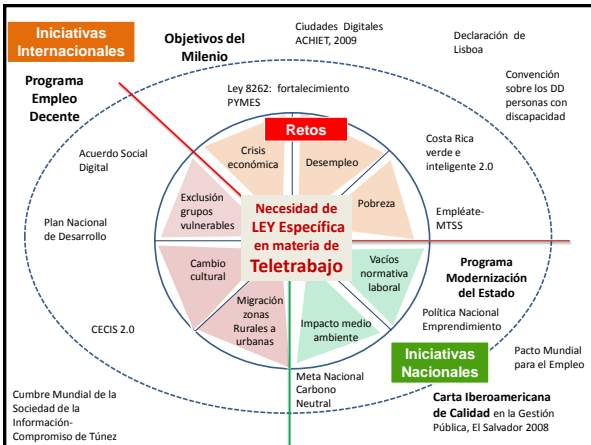 Iniciativas
Internacionales
Objetivos del
Milenio
Ciudades Digitales
ACHIET, 2009
Declaración de
Lisboa
Programa
Empleo
Decente
Ley 8262: fortalecimiento
PYMES
Convención
sobre los DD
personas con
discapacidad
Retos
Crisis
económica
Desempleo
Costa Rica
verde e
inteligente 2.0
Acuerdo Social
Digital
Exclusión
grupos
vulnerables
Pobreza
Necesidad de
LEY Específica
en materia de
Teletrabajo
Plan Nacional
de Desarrollo
Empléate-
MTSS
Cambio
cultural
Vacíos
normativa
laboral
Programa
Modernización
del Estado
Migración
zonas
Rurales a
urbanas
Impacto medio
ambiente
Política Nacional
Emprendimiento
CECIS 2.0
Iniciativas
Nacionales
Pacto Mundial
para el Empleo
Meta Nacional
Carbono
Neutral
Cumbre Mundial de la
Sociedad de la
Información-
Compromiso de Túnez
Carta Iberoamericana
de Calidad en la Gestión
Pública, El Salvador 2008